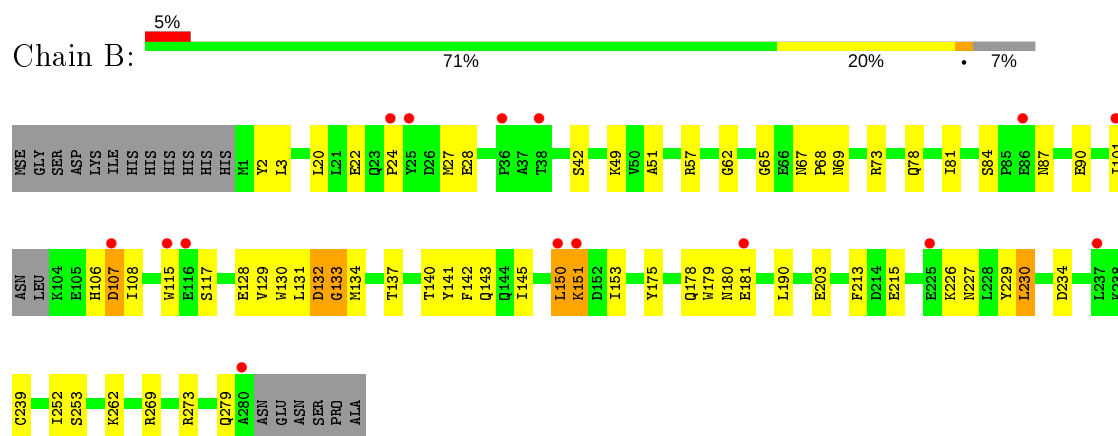 5%
Chain B:
71% 20% • 7%
MSE GLY SER ASP LYS ILE HIS HIS HIS HIS HIS HIS M1 Y2 L3 L20 L21 E22 Q23 P24 Y25 D26 M27 E28 P36 A37 T38 S42 K49 V50 A51 R57 G62 G65 E66 N67 P68 N69 R73 Q78 I81 S84 P85 E86 N87 E90 I101
ASN LEU K104 E105 H106 D107 I108 W115 E116 S117 E128 V129 W130 L131 D132 G133 M134 T137 T140 Y141 F142 Q143 Q144 I145 L150 K151 D152 I153 Y175 Q178 W179 N180 E181 L190 E203 F213 D214 E215 E225 K226 N227 L228 Y229 L230 D234 L237 K238
C239 I252 S253 K262 R269 R273 Q279 A280 ASN GLU ASN SER PRO ALA